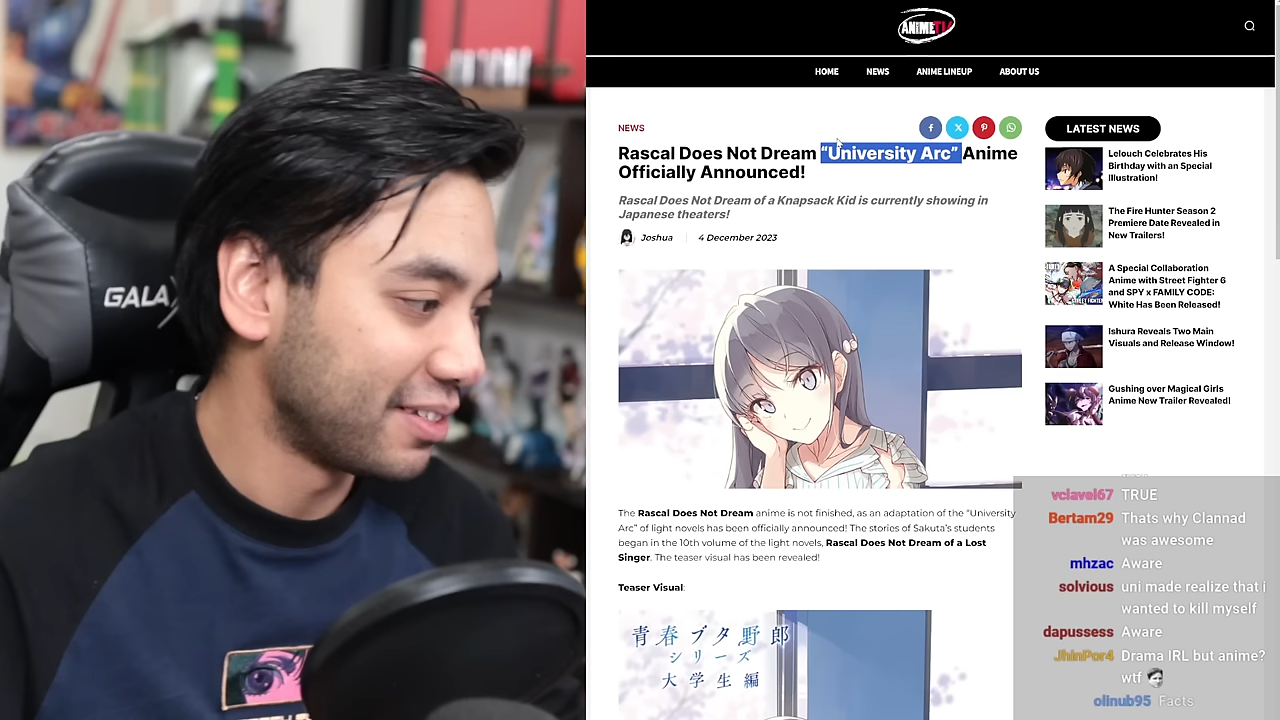 GALAX
ANIME TV
HOME NEWS ANIME LINEUP ABOUT US
NEWS
Rascal Does Not Dream “University Arc” Anime
Officially Announced!
Rascal Does Not Dream of a Knapsack Kid is currently showing in
Japanese theaters!
Joshua 4 December 2023
The Rascal Does Not Dream anime is not finished, as an adaptation of the “University
Arc” of light novels has been officially announced! The stories of Sakuta’s students
began in the 10th volume of the light novels, Rascal Does Not Dream of a Lost
Singer. The teaser visual has been revealed!
Teaser Visual:
青春ブタ野郎
シリーズ
大学生編
LATEST NEWS
Lelouch Celebrates His
Birthday with an Special
Illustration!
The Fire Hunter Season 2
Premiere Date Revealed in
New Trailers!
A Special Collaboration
Anime with Street Fighter 6
and SPY x FAMILY CODE:
White Has Been Released!
Ishura Reveals Two Main
Visuals and Release Window!
Gushing over Magical Girls
Anime New Trailer Revealed!
vclavel67 TRUE
Bertam29 Thats why Clannad
was awesome
mhzac Aware
solvious uni made realize that i
wanted to kill myself
dapussess Aware
JhinPor4 Drama IRL but anime?
wtf
olinub95 Facts